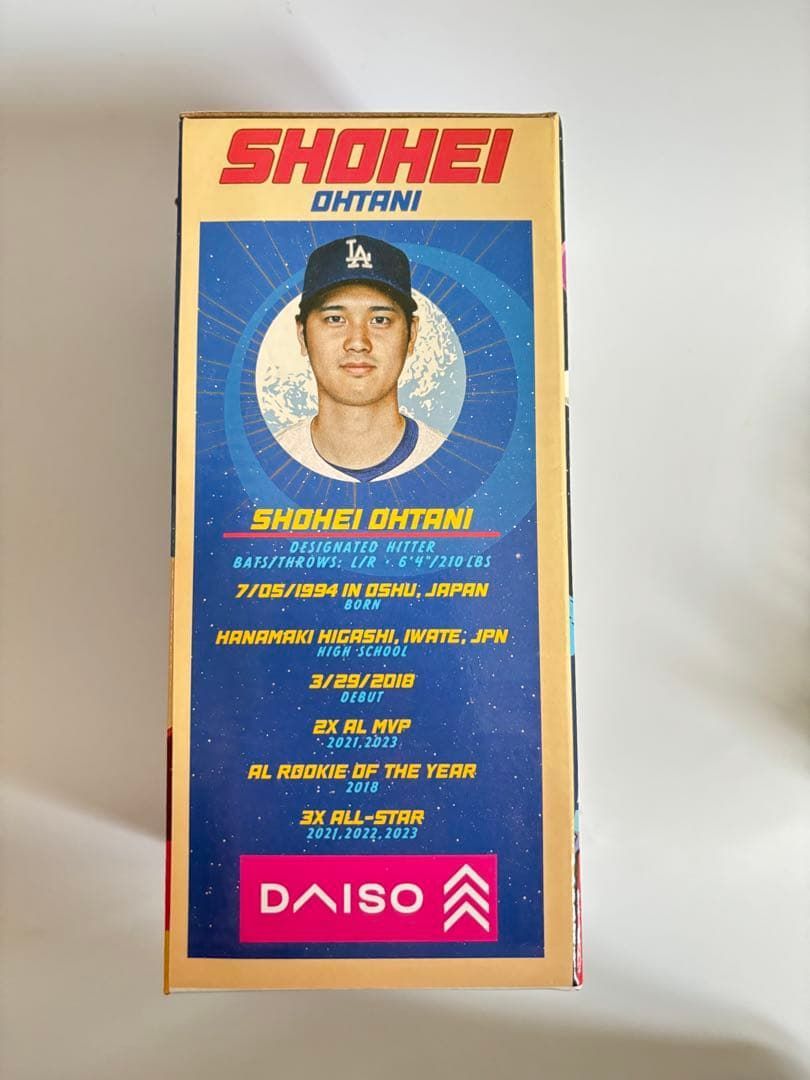 SHOHEI
OHTANI
LA
SHOHEI OHTANI
DESIGNATED HITTER
BATS/THROWS: L/R • 6'4"/210 LBS
7/05/1994 IN OSHU, JAPAN
BORN
HANAMAKI HIGASHI, IWATE, JPN
HIGH SCHOOL
3/29/2018
DEBUT
2X AL MVP
2021, 2023
AL ROOKIE OF THE YEAR
2018
3X ALL-STAR
2021, 2022, 2023
DAISO